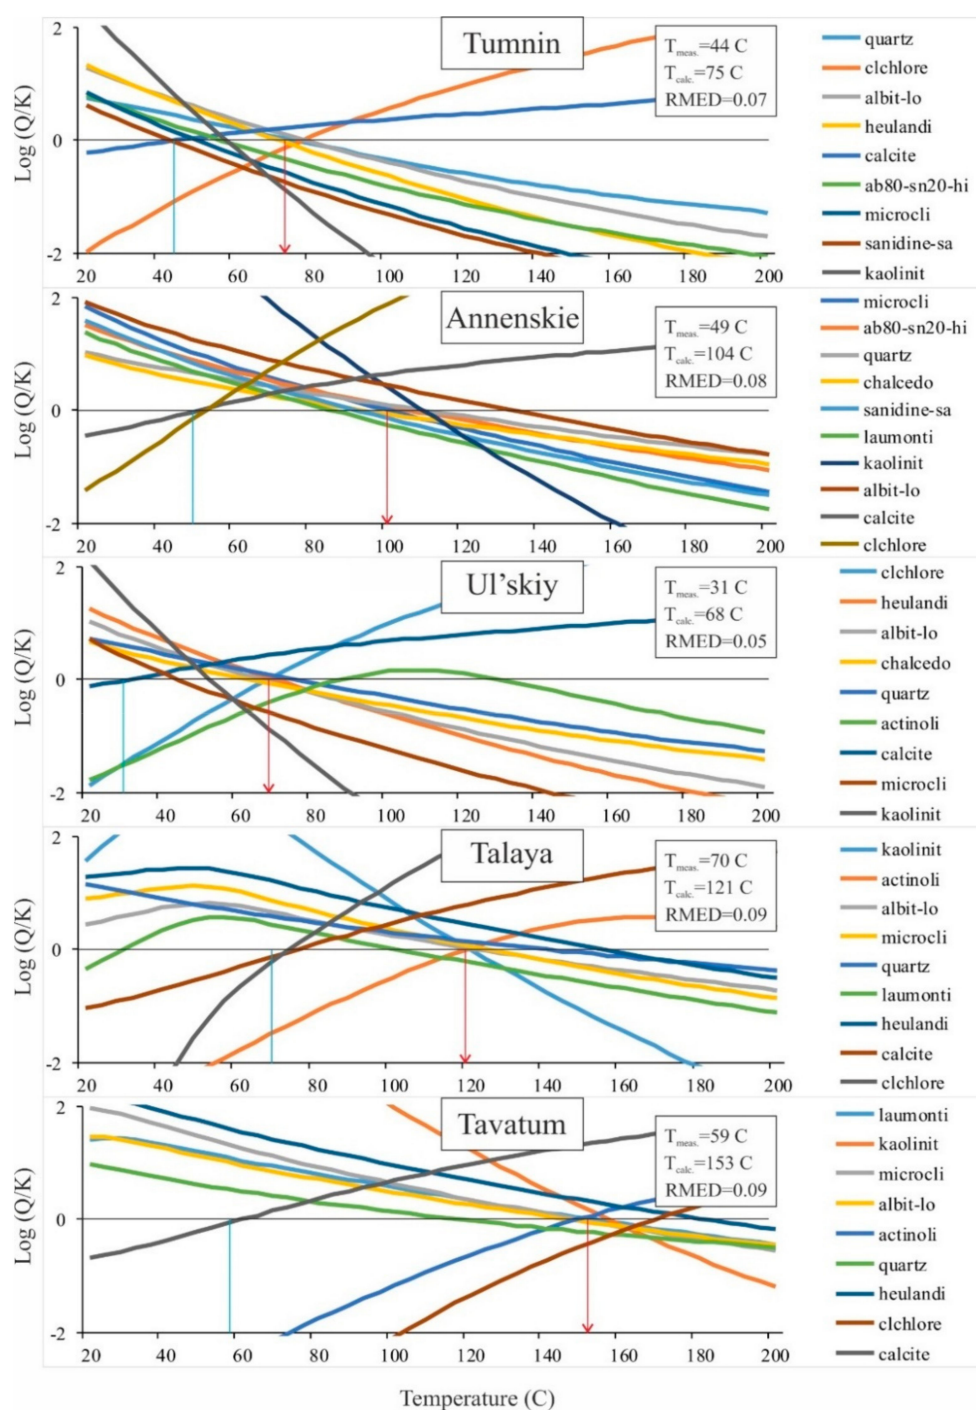 Tumnin
T meas.=44 C
T calc.=75 C
RMED=0.07
Log (Q/K)
2
0
-2
20 40 60 80 100 120 140 160 180 200
quartz
clchlore
albit-lo
heulandi
calcite
ab80-sn20-hi
microcli
sanidine-sa
kaolinit
Annenskie
T meas.=49 C
T calc.=104 C
RMED=0.08
Log (Q/K)
2
0
-2
20 40 60 80 100 120 140 160 180 200
microcli
ab80-sn20-hi
quartz
chalcedo
sanidine-sa
laumonti
kaolinit
albit-lo
calcite
clchlore
Ul’skiy
T meas.=31 C
T calc.=68 C
RMED=0.05
Log (Q/K)
2
0
-2
20 40 60 80 100 120 140 160 180 200
clchlore
heulandi
albit-lo
chalcedo
quartz
actinoli
calcite
microcli
kaolinit
Talaya
T meas.=70 C
T calc.=121 C
RMED=0.09
Log (Q/K)
2
0
-2
20 40 60 80 100 120 140 160 180 200
kaolinit
actinoli
albit-lo
microcli
quartz
laumonti
heulandi
calcite
clchlore
Tavatum
T meas.=59 C
T calc.=153 C
RMED=0.09
Log (Q/K)
2
0
-2
20 40 60 80 100 120 140 160 180 200
laumonti
kaolinit
microcli
albit-lo
actinoli
quartz
heulandi
clchlore
calcite
Temperature (C)